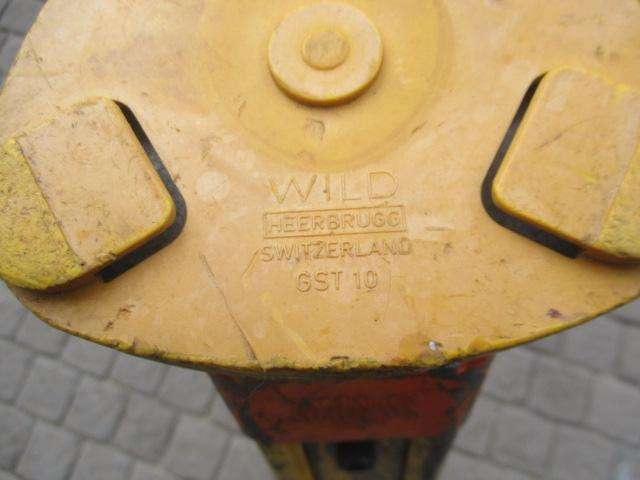 WILD
HEERBRUGG
SWITZERLAND
GST 10